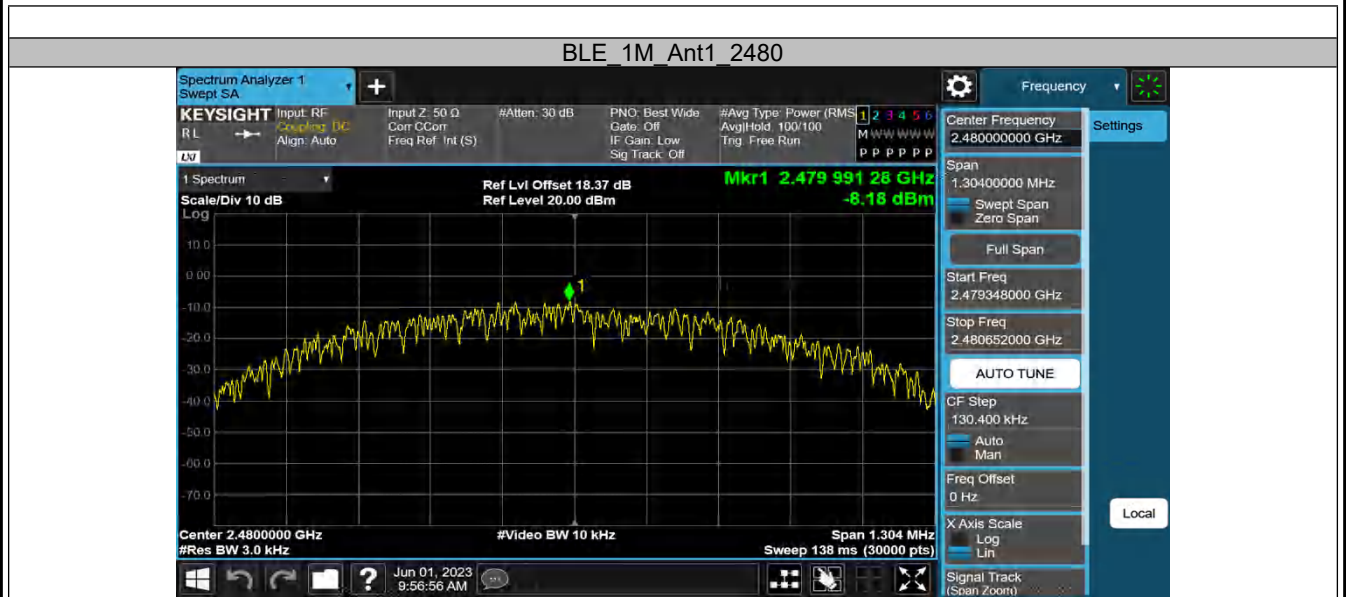 BLE_1M_Ant1_2480
Spectrum Analyzer 1
Swept SA
+
Frequency
KEYSIGHT
RL
LXI
Input: RF
Coupling: DC
Align: Auto
Input Z: 50 Ω
Corr CCorr
Freq Ref: Int (S)
#Atten: 30 dB
PNO: Best Wide
Gate: Off
IF Gain: Low
Sig Track: Off
#Avg Type: Power (RMS
Avg|Hold: 100/100
Trig: Free Run
1 2 3 4 5 6
M W W W W W
P P P P P P
1 Spectrum
Scale/Div 10 dB
Log
Ref Lvl Offset 18.37 dB
Ref Level 20.00 dBm
Mkr1 2.479 991 28 GHz
-8.18 dBm
10.0
0.00
-10.0
-20.0
-30.0
-40.0
-50.0
-60.0
-70.0
1
Center 2.4800000 GHz
#Res BW 3.0 kHz
#Video BW 10 kHz
Span 1.304 MHz
Sweep 138 ms (30000 pts)
?
Jun 01, 2023
9:56:56 AM
Center Frequency
2.480000000 GHz
Span
1.30400000 MHz
Swept Span
Zero Span
Full Span
Start Freq
2.479348000 GHz
Stop Freq
2.480652000 GHz
AUTO TUNE
CF Step
130.400 kHz
Auto
Man
Freq Offset
0 Hz
X Axis Scale
Log
Lin
Signal Track
(Span Zoom)
Settings
Local